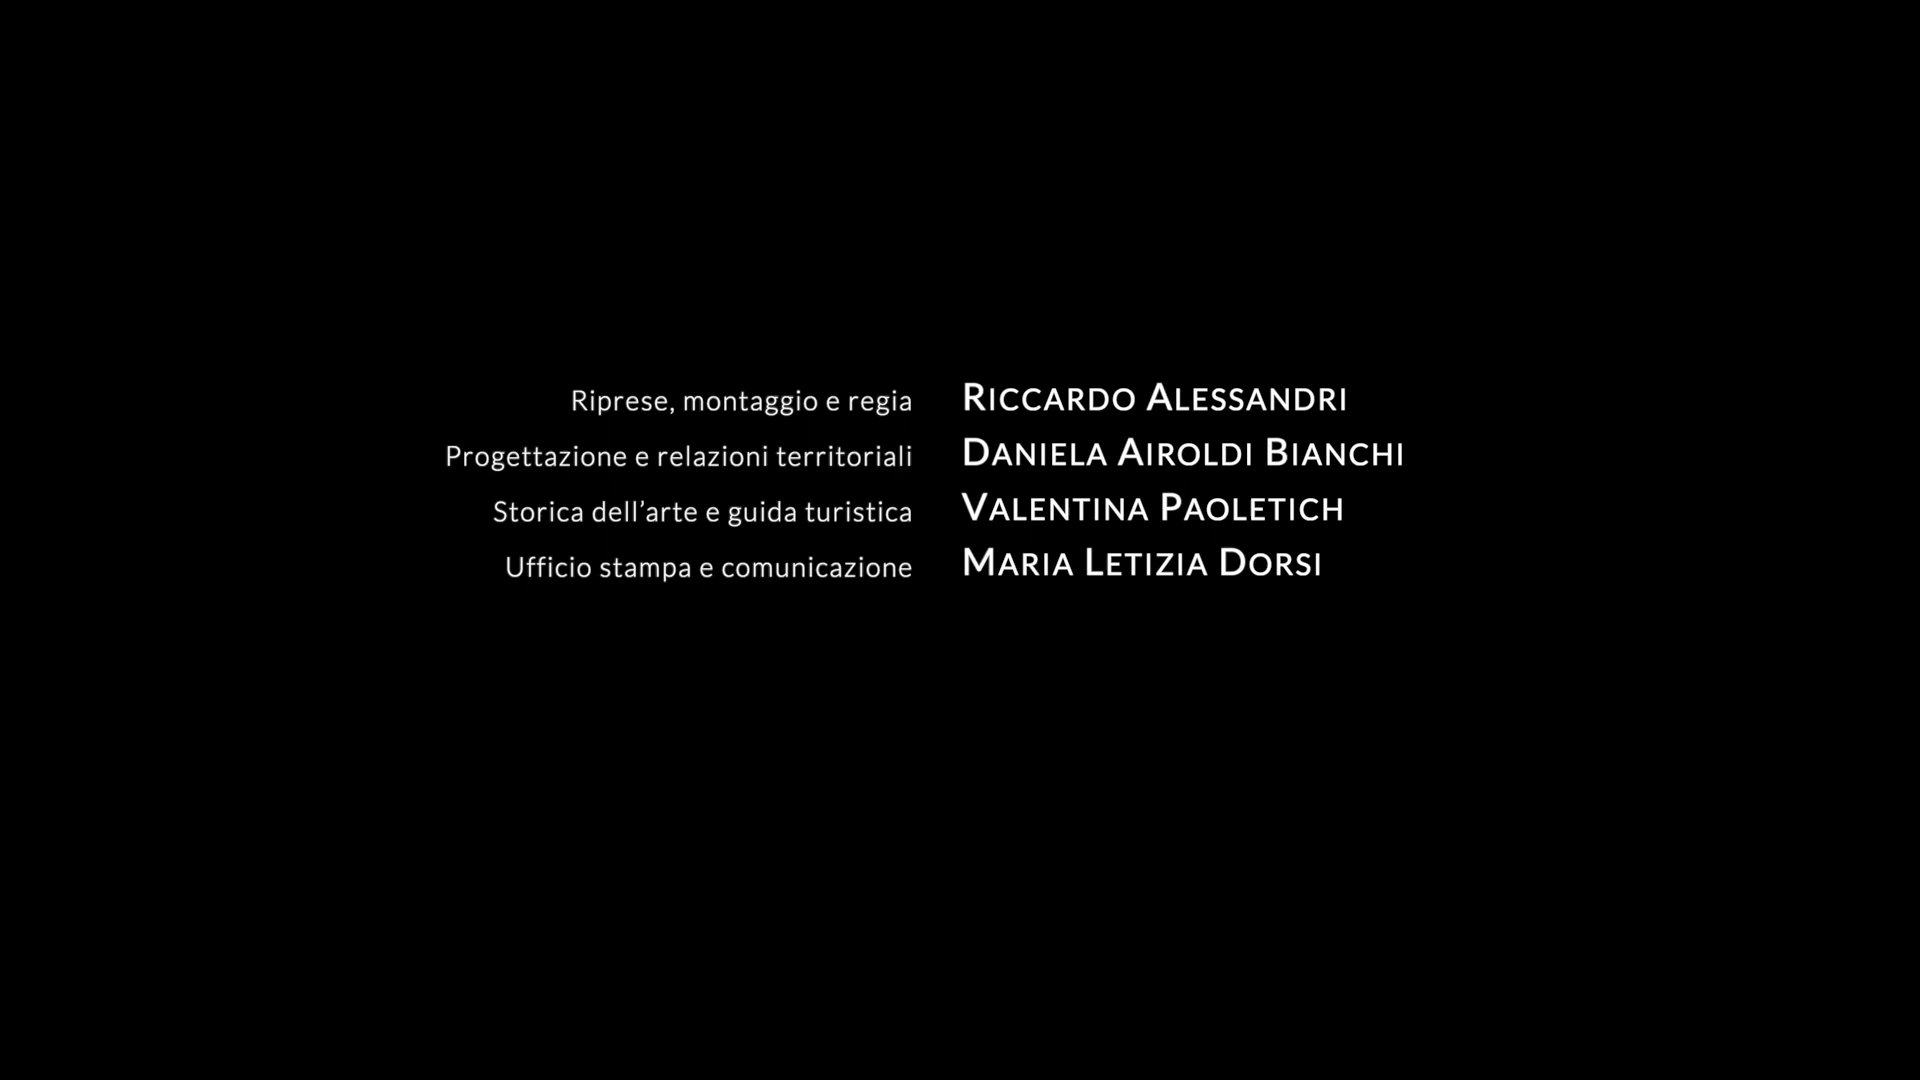 Riprese, montaggio e regia RICCARDO ALESSANDRI
Progettazione e relazioni territoriali DANIELA AIROLDI BIANCHI
Storica dell’arte e guida turistica VALENTINA PAOLETICH
Ufficio stampa e comunicazione MARIA LETIZIA DORSI